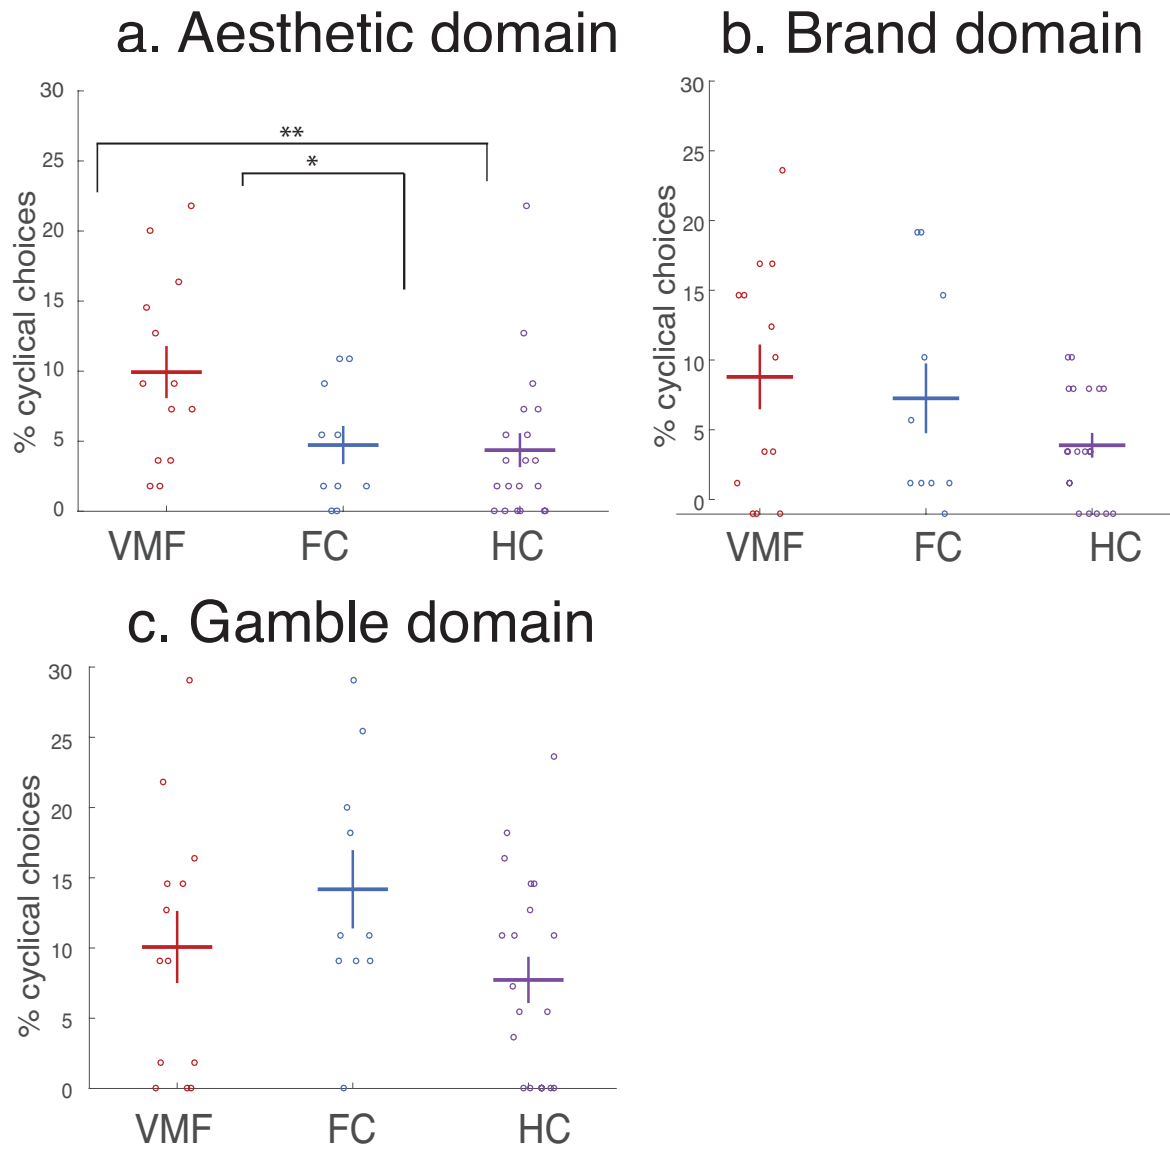 a. Aesthetic domain
% cyclical choices
30
25
20
15
10
5
0
**
*
VMF FC HC
b. Brand domain
% cyclical choices
30
25
20
15
10
5
0
VMF FC HC
c. Gamble domain
% cyclical choices
30
25
20
15
10
5
0
VMF FC HC